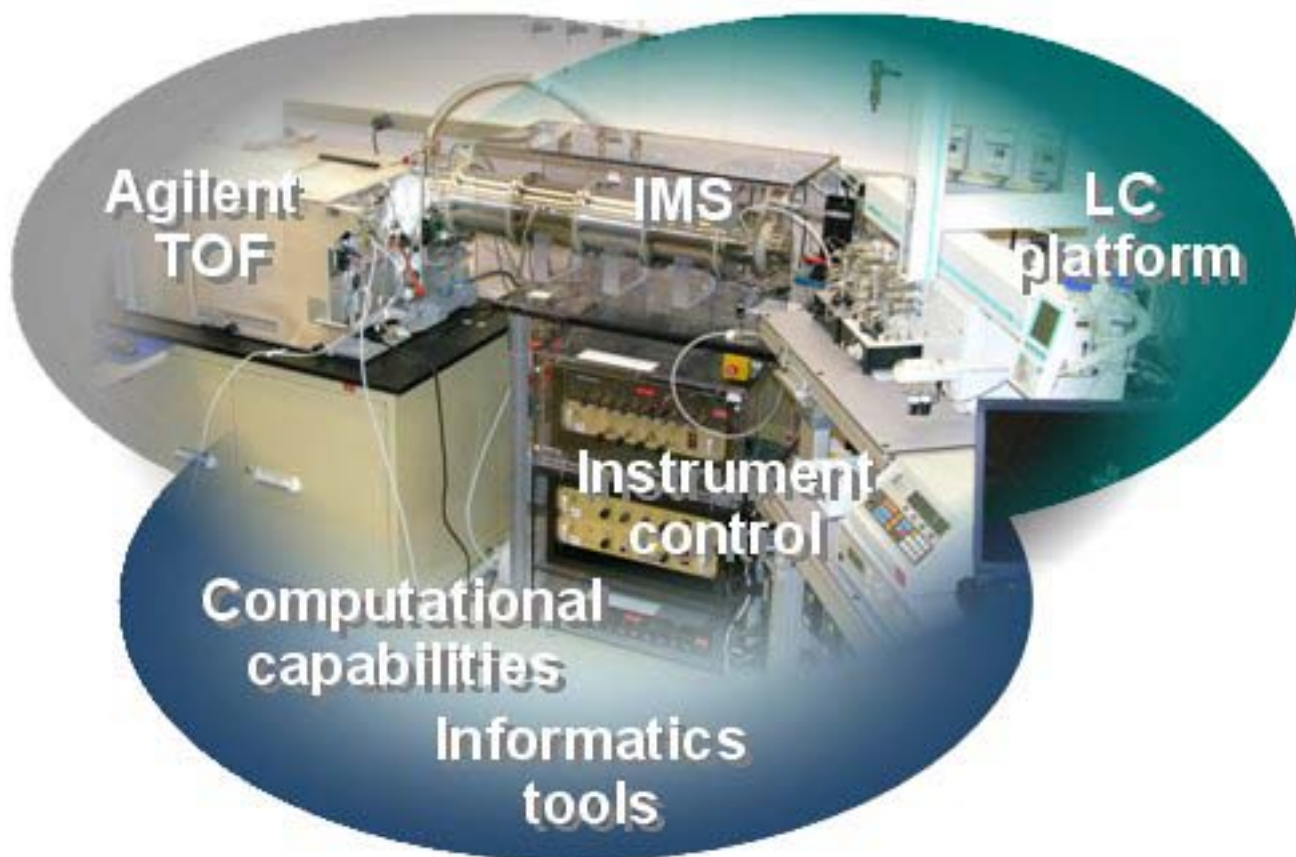 Agilent
TOF
IMS
LC
platform
Instrument
control
Computational
capabilities
Informatics
tools